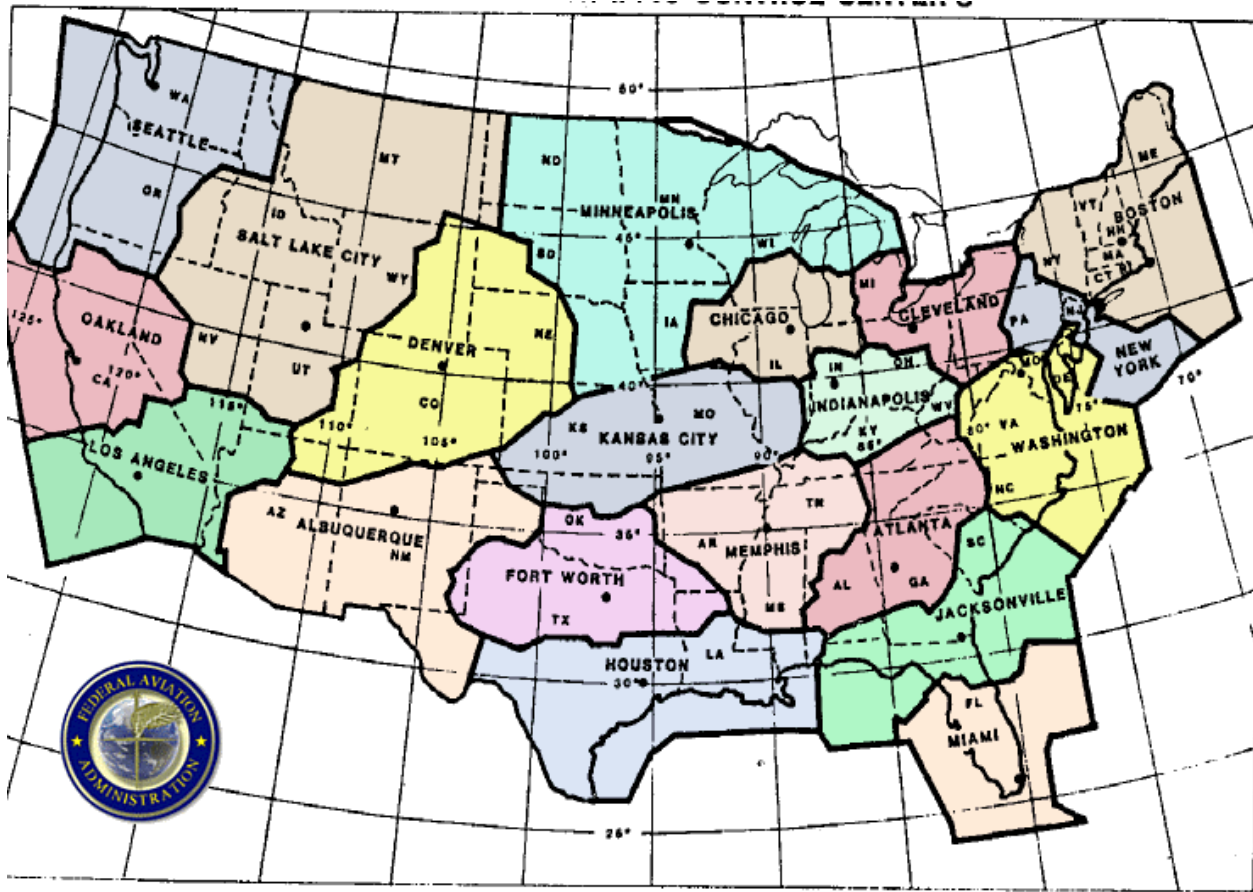 CONTROL CENTERS
50°
WA
SEATTLE
OR
MT
ID
SALT LAKE CITY
WY
NV
UT
ND
MN
MINNEAPOLIS
45°
SD
WI
IA
ME
VT
BOSTON
NH
MA
CT RI
NY
MI
CLEVELAND
CHICAGO
IL
PA
NJ
NEW
YORK
70°
125°
OAKLAND
CA
120°
115°
DENVER
NE
CO
110°
105°
40°
KS
MO
KANSAS CITY
100°
95°
90°
IN
OH
INDIANAPOLIS
WV
KY
85°
MD
DE
75°
80°
VA
WASHINGTON
NC
LOS ANGELES
AZ
ALBUQUERQUE
NM
OK
35°
FORT WORTH
TX
TN
AR
MEMPHIS
MS
ATLANTA
AL
GA
SC
JACKSONVILLE
HOUSTON
LA
30°
FL
MIAMI
25°
FEDERAL AVIATION
ADMINISTRATION